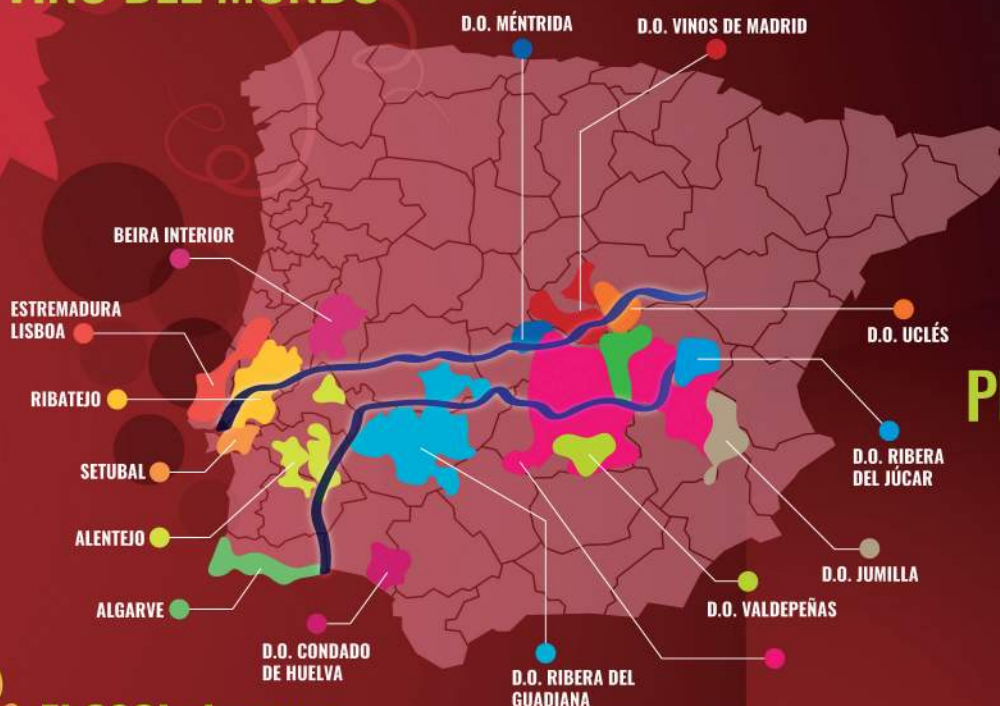 D.O. MÉNTRIDA
D.O. VINOS DE MADRID
BEIRA INTERIOR
ESTREMADURA
LISBOA
D.O. UCLÉS
RIBATEJO
P
D.O. RIBERA
DEL JÚCAR
SETUBAL
ALENTEJO
D.O. JUMILLA
ALGARVE
D.O. VALDEPEÑAS
D.O. CONDADO
DE HUELVA
D.O. RIBERA DEL
GUADIANA